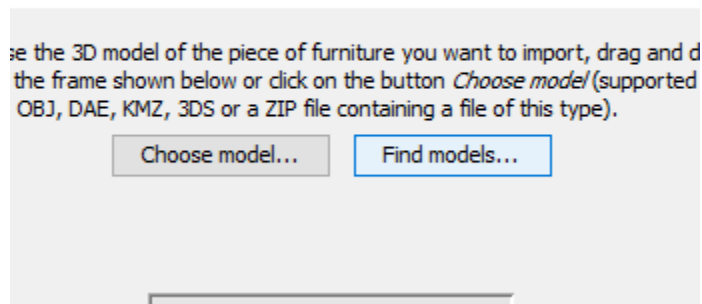 se the 3D model of the piece of furniture you want to import, drag and d
the frame shown below or click on the button Choose model (supported
OBJ, DAE, KMZ, 3DS or a ZIP file containing a file of this type).
Choose model... Find models...